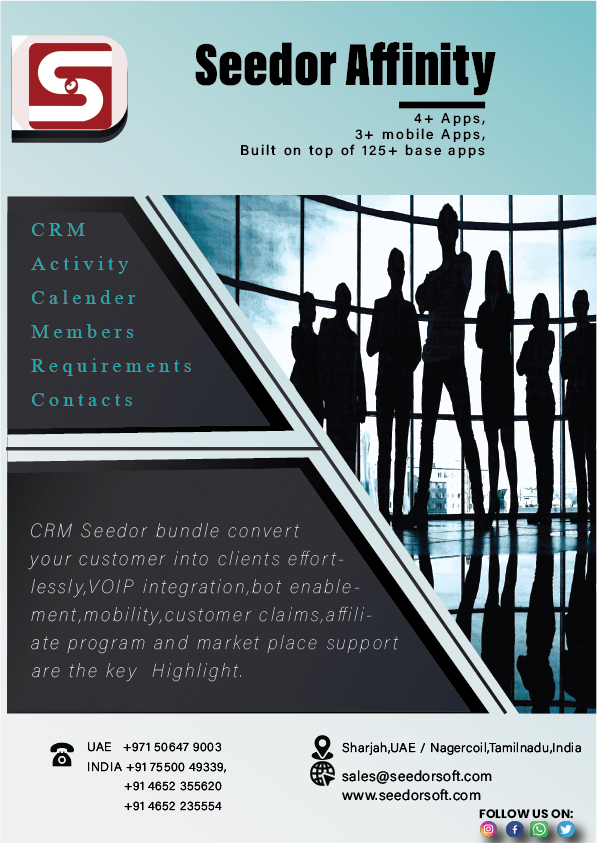 Seedor Affinity
4+ Apps,
3+ mobile Apps,
Built on top of 125+ base apps
CRM
Activity
Calender
Members
Requirements
Contacts
CRM Seedor bundle convert
your customer into clients effort-
lessly,VOIP integration,bot enable-
ment,mobility,customer claims,affili-
ate program and market place support
are the key Highlight.
UAE +971 50647 9003
INDIA +91 75500 49339,
+91 4652 355620
+91 4652 235554
Sharjah,UAE / Nagercoil,Tamilnadu,India
sales@seedorsoft.com
www.seedorsoft.com
FOLLOW US ON: